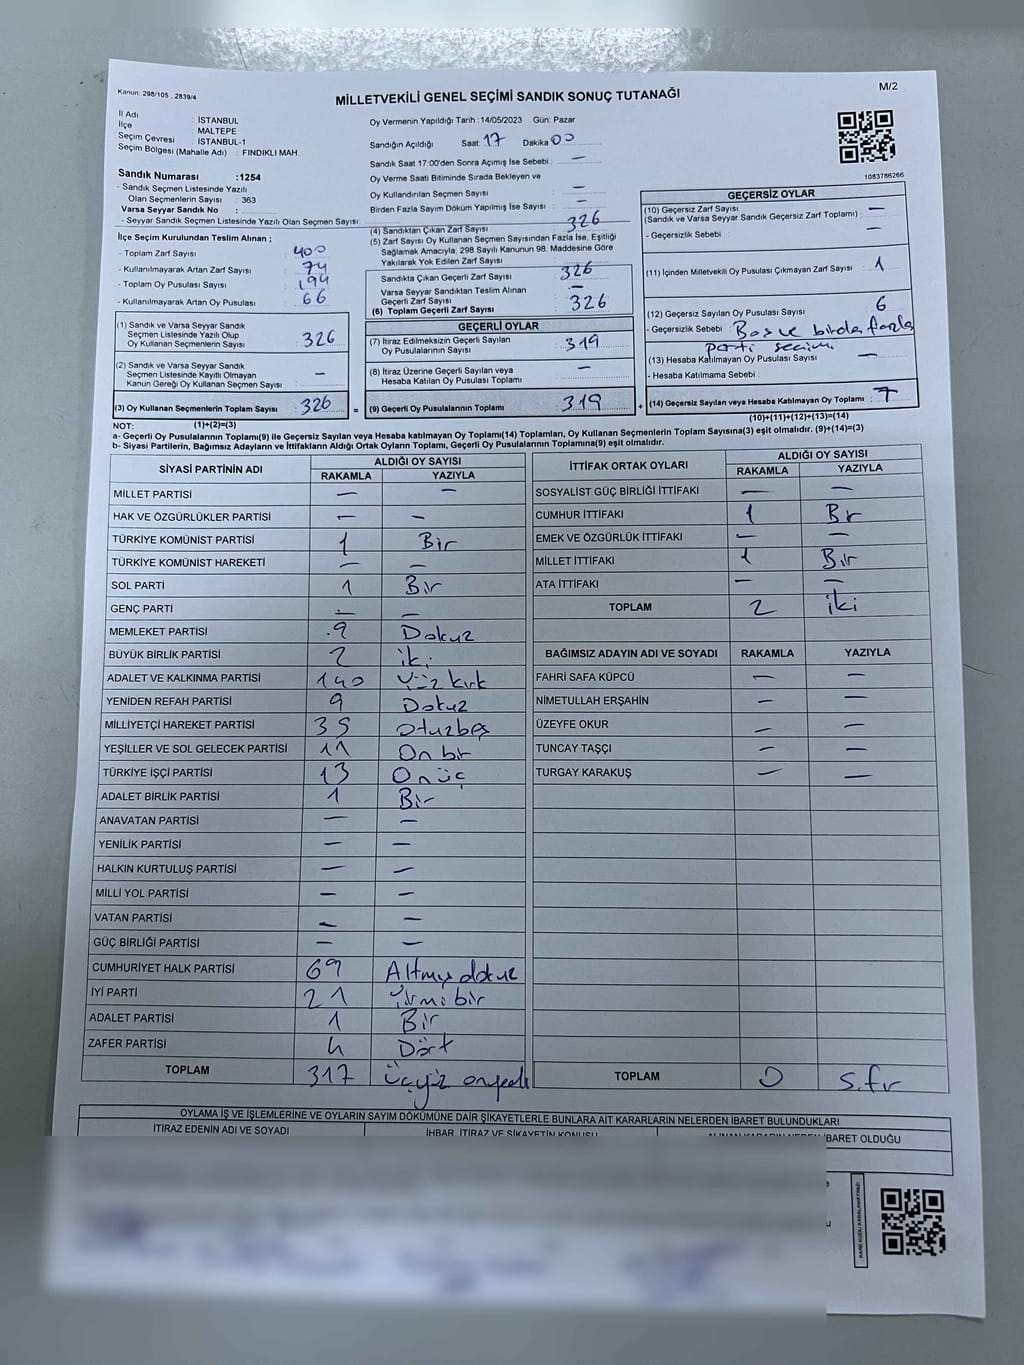 Kanun: 298/105 , 2839/4
M/2
MİLLETVEKİLİ GENEL SEÇİMİ SANDIK SONUÇ TUTANAĞI
İl Adı : İSTANBUL
İlçe : MALTEPE
Seçim Çevresi : İSTANBUL-1
Seçim Bölgesi (Mahalle Adı) : FINDIKLI MAH.
Oy Vermenin Yapıldığı Tarih :14/05/2023 Gün: Pazar
Sandığın Açıldığı Saat: 17 Dakika 00
Sandık Saat 17:00'den Sonra Açımış İse Sebebi : —
Oy Verme Saati Bitiminde Sırada Bekleyen ve
Oy Kullandırılan Seçmen Sayısı : —
Birden Fazla Sayım Döküm Yapılmış İse Sayısı : —
1083786266
Sandık Numarası :1254
- Sandık Seçmen Listesinde Yazılı
Olan Seçmenlerin Sayısı : 363
Varsa Seyyar Sandık No :
- Seyyar Sandık Seçmen Listesinde Yazılı Olan Seçmen Sayısı:
İlçe Seçim Kurulundan Teslim Alınan ;
- Toplam Zarf Sayısı : 400
- Kullanılmayarak Artan Zarf Sayısı : 74
- Toplam Oy Pusulası Sayısı :
- Kullanılmayarak Artan Oy Pusulası : 66
(1) Sandık ve Varsa Seyyar Sandık
Seçmen Listesinde Yazılı Olup
Oy Kullanan Seçmenlerin Sayısı : 326
(2) Sandık ve Varsa Seyyar Sandık
Seçmen Listesinde Kayıtlı Olmayan
Kanun Gereği Oy Kullanan Seçmen Sayısı : —
(3) Oy Kullanan Seçmenlerin Toplam Sayısı : 326
(4) Sandıktan Çıkan Zarf Sayısı : 326
(5) Zarf Sayısı Oy Kullanan Seçmen Sayısından Fazla İse, Eşitliği
Sağlamak Amacıyla; 298 Sayılı Kanunun 98. Maddesine Göre
Yakılarak Yok Edilen Zarf Sayısı :
Sandıkta Çıkan Geçerli Zarf Sayısı : 326
Varsa Seyyar Sandıktan Teslim Alınan
Geçerli Zarf Sayısı : —
(6) Toplam Geçerli Zarf Sayısı : 326
GEÇERLİ OYLAR
(7) İtiraz Edilmeksizin Geçerli Sayılan
Oy Pusulalarının Sayısı : 319
(8) İtiraz Üzerine Geçerli Sayılan veya
Hesaba Katılan Oy Pusulası Toplamı : —
= (9) Geçerli Oy Pusulalarının Toplamı : 319
GEÇERSİZ OYLAR
(10) Geçersiz Zarf Sayısı : —
(Sandık ve Varsa Seyyar Sandık Geçersiz Zarf Toplamı)
- Geçersizlik Sebebi : —
(11) İçinden Milletvekili Oy Pusulası Çıkmayan Zarf Sayısı : 1
(12) Geçersiz Sayılan Oy Pusulası Sayısı : 6
- Geçersizlik Sebebi : Boş ve birden fazla
parti seçimi
(13) Hesaba Katılmayan Oy Pusulası Sayısı : —
- Hesaba Katılmama Sebebi :
+ (14) Geçersiz Sayılan veya Hesaba Katılmayan Oy Toplamı : 7
NOT: (1)+(2)=(3)
(10)+(11)+(12)+(13)=(14)
a- Geçerli Oy Pusulalarının Toplamı(9) ile Geçersiz Sayılan veya Hesaba katılmayan Oy Toplamı(14) Toplamları, Oy Kullanan Seçmenlerin Toplam Sayısına(3) eşit olmalıdır. (9)+(14)=(3)
b- Siyasi Partilerin, Bağımsız Adayların ve İttifakların Aldığı Ortak Oyların Toplamı, Geçerli Oy Pusulalarının Toplamına(9) eşit olmalıdır.
SİYASİ PARTİNİN ADI
ALDIĞI OY SAYISI
RAKAMLA YAZIYLA
MİLLET PARTİSİ — —
HAK VE ÖZGÜRLÜKLER PARTİSİ — —
TÜRKİYE KOMÜNİST PARTİSİ 1 Bir
TÜRKİYE KOMÜNİST HAREKETİ — —
SOL PARTİ 1 Bir
GENÇ PARTİ — —
MEMLEKET PARTİSİ 9 Dokuz
BÜYÜK BİRLİK PARTİSİ 2 iki
ADALET VE KALKINMA PARTİSİ 140 Yüz kırk
YENİDEN REFAH PARTİSİ 9 Dokuz
MİLLİYETÇİ HAREKET PARTİSİ 35 otuzbeş
YEŞİLLER VE SOL GELECEK PARTİSİ 11 On bir
TÜRKİYE İŞÇİ PARTİSİ 13 Onüç
ADALET BİRLİK PARTİSİ 1 Bir
ANAVATAN PARTİSİ — —
YENİLİK PARTİSİ — —
HALKIN KURTULUŞ PARTİSİ — —
MİLLİ YOL PARTİSİ — —
VATAN PARTİSİ — —
GÜÇ BİRLİĞİ PARTİSİ — —
CUMHURİYET HALK PARTİSİ 69 Altmış dokuz
İYİ PARTİ 21 Yirmi bir
ADALET PARTİSİ 1 Bir
ZAFER PARTİSİ 4 Dört
TOPLAM 317 Üçyüz onyedi
İTTİFAK ORTAK OYLARI
ALDIĞI OY SAYISI
RAKAMLA YAZIYLA
SOSYALİST GÜÇ BİRLİĞİ İTTİFAKI — —
CUMHUR İTTİFAKI 1 Bir
EMEK VE ÖZGÜRLÜK İTTİFAKI — —
MİLLET İTTİFAKI 1 Bir
ATA İTTİFAKI — —
TOPLAM 2 iki
BAĞIMSIZ ADAYIN ADI VE SOYADI RAKAMLA YAZIYLA
FAHRİ SAFA KÜPCÜ — —
NİMETULLAH ERŞAHİN — —
ÜZEYFE OKUR — —
TUNCAY TAŞÇI — —
TURGAY KARAKUŞ — —
TOPLAM 0 Sıfır
OYLAMA İŞ VE İŞLEMLERİNE VE OYLARIN SAYIM DÖKÜMÜNE DAİR ŞİKAYETLERLE BUNLARA AİT KARARLARIN NELERDEN İBARET BULUNDUKLARI
İTİRAZ EDENİN ADI VE SOYADI
İHBAR, İTİRAZ VE ŞİKAYETİN KONUSU
ALINAN KARARIN NEDEN İBARET OLDUĞU